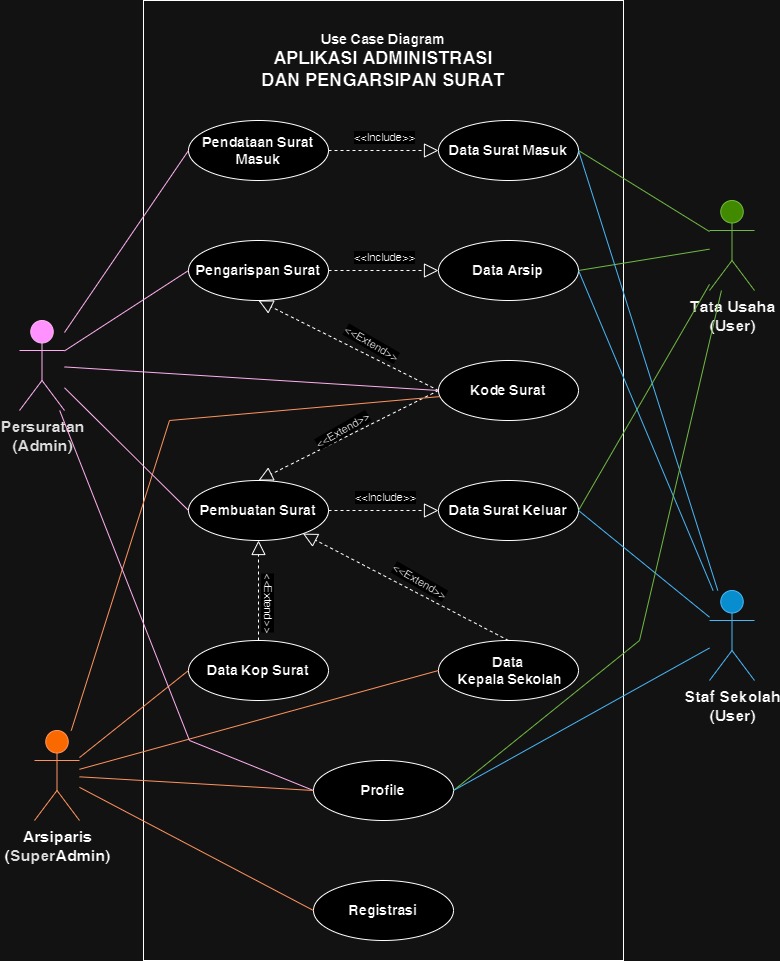 Use Case Diagram
APLIKASI ADMINISTRASI
DAN PENGARSIPAN SURAT
Pendataan Surat
Masuk
<<Include>>
Data Surat Masuk
Pengarispan Surat
<<Include>>
Data Arsip
Tata Usaha
(User)
<<Extend>>
Kode Surat
Persuratan
(Admin)
<<Extend>>
Pembuatan Surat
<<Include>>
Data Surat Keluar
<<Extend>>
<<Extend>>
Data Kop Surat
Data
Kepala Sekolah
Staf Sekolah
(User)
Profile
Arsiparis
(SuperAdmin)
Registrasi